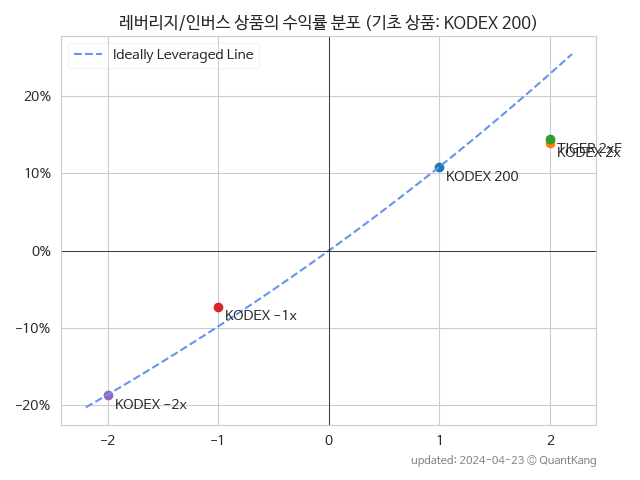 레버리지/인버스 상품의 수익률 분포 (기초 상품: KODEX 200)
Ideally Leveraged Line
20%
10%
0%
-10%
-20%
TIGER 2xF
KODEX 2x
KODEX 200
KODEX -1x
KODEX -2x
-2
-1
0
1
2
updated: 2024-04-23 © QuantKang